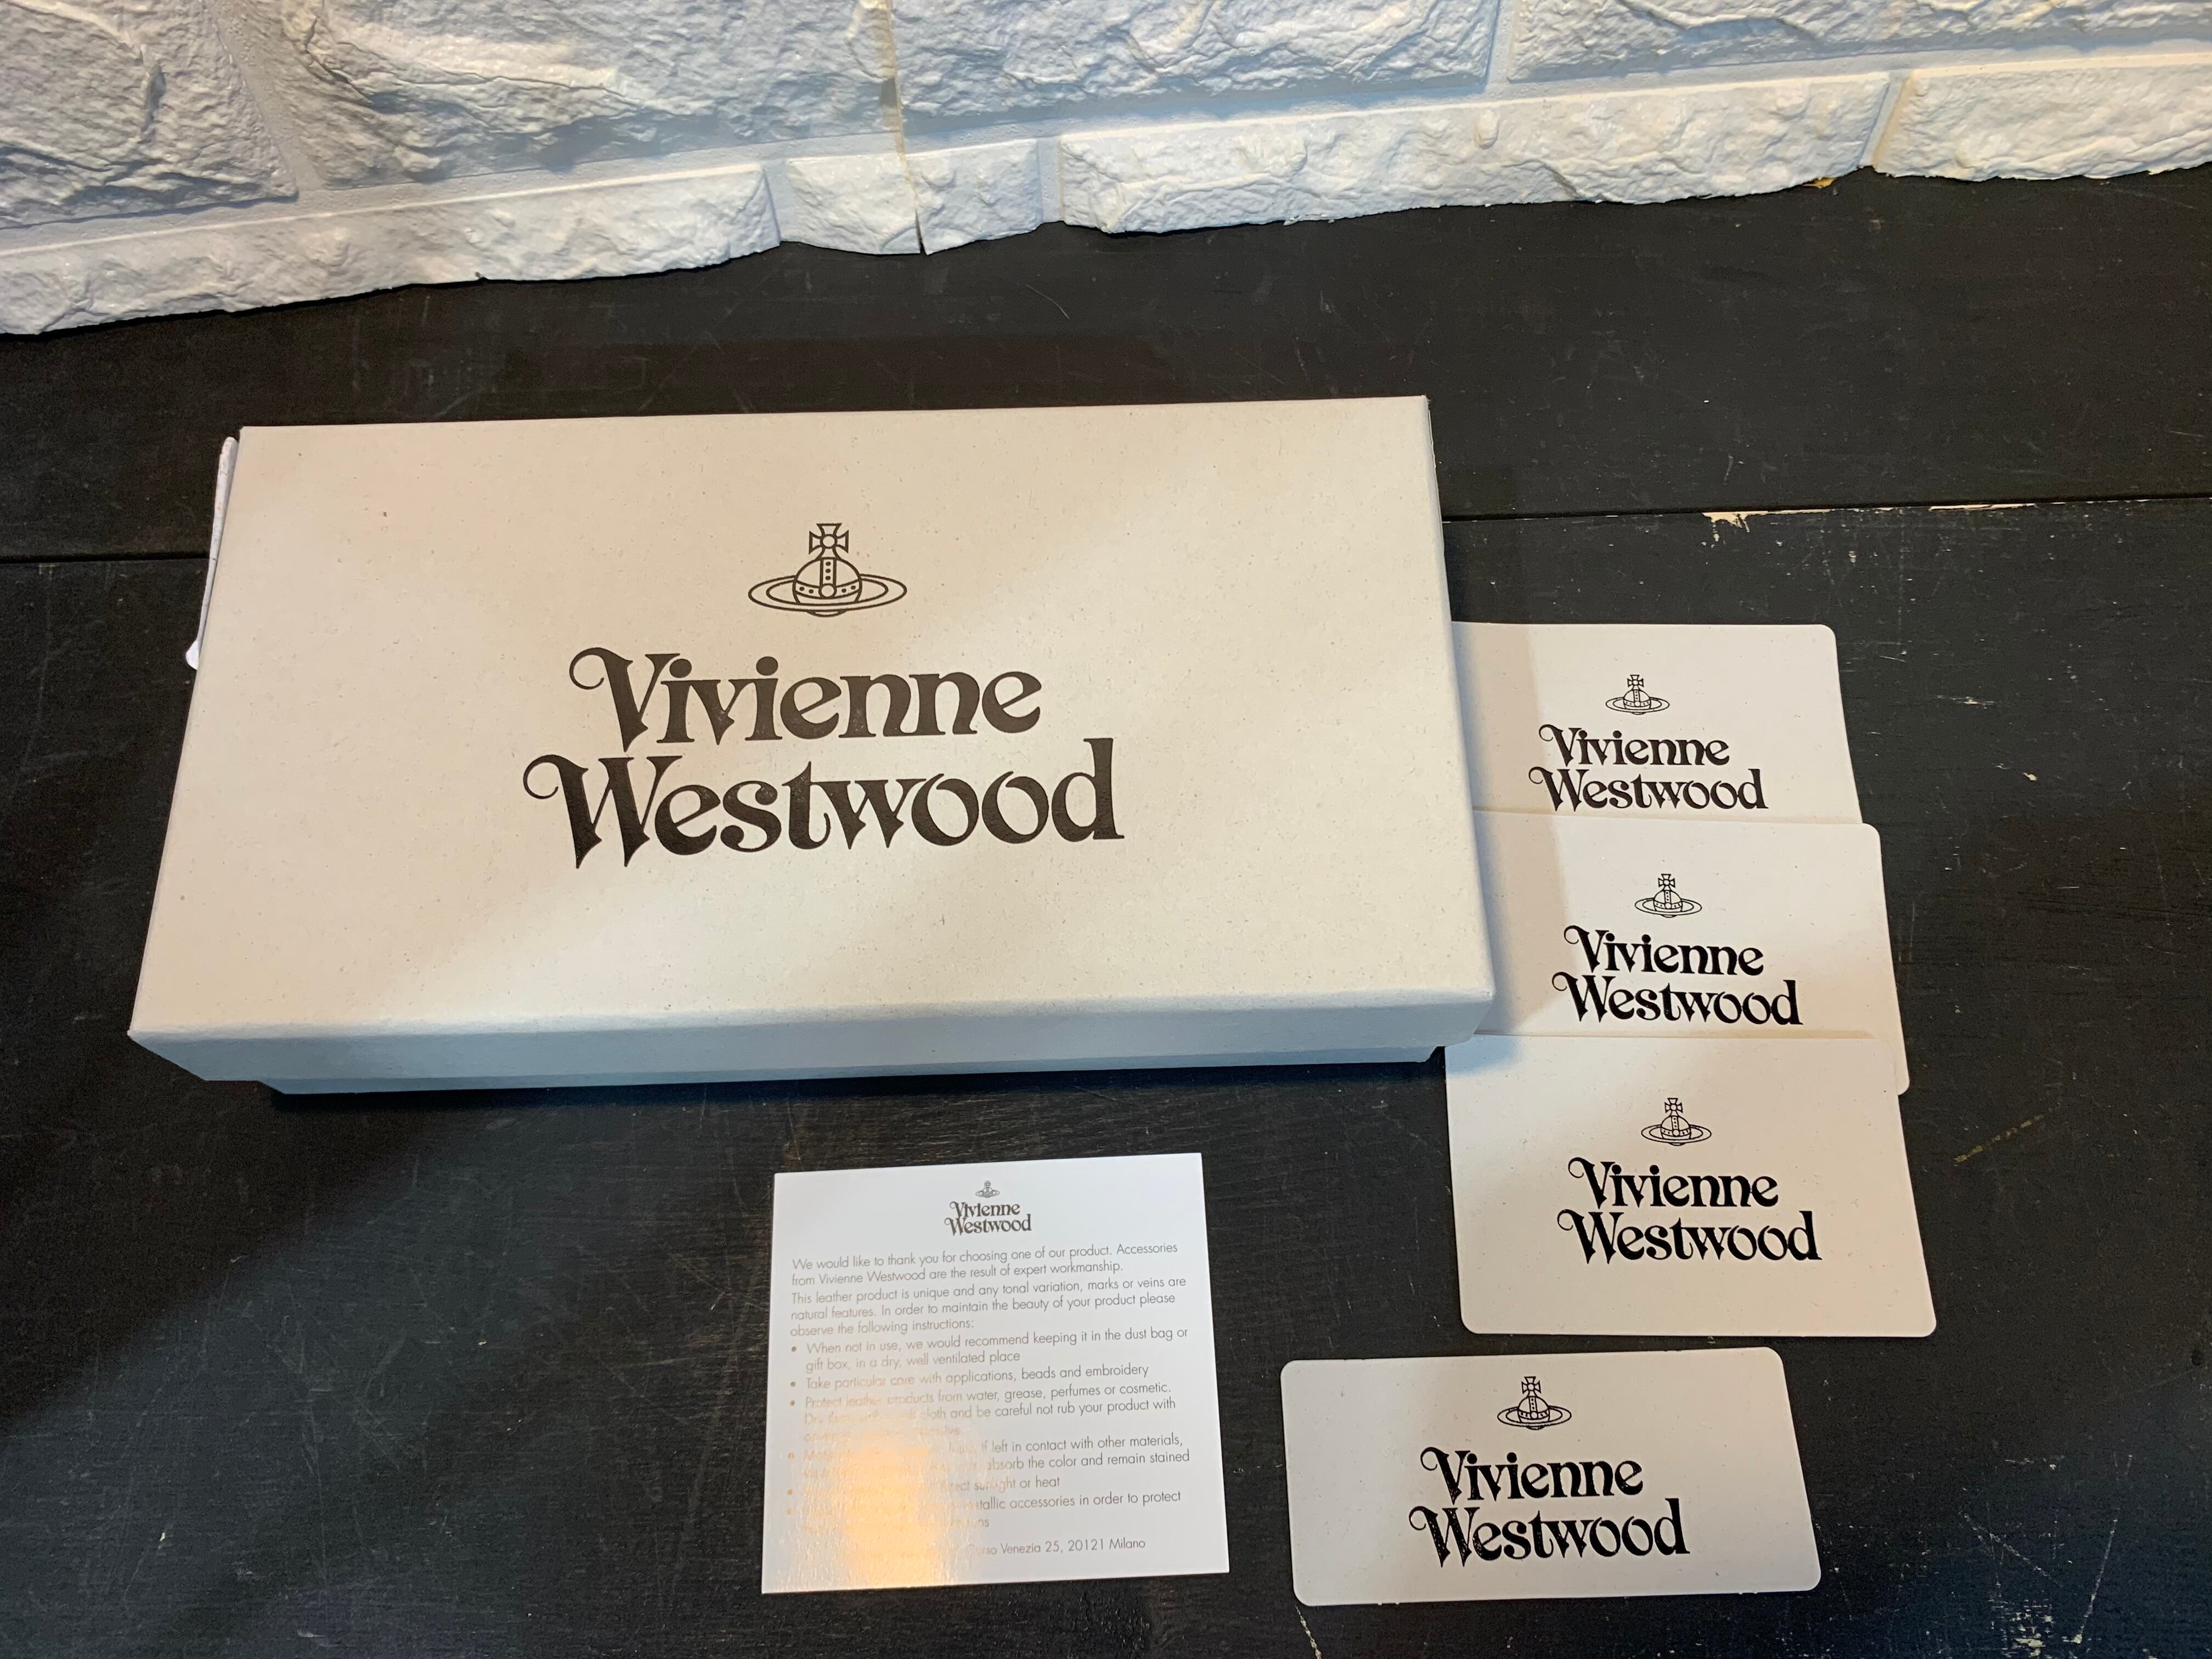 Vivienne
Westwood
Vivienne
Westwood
Vivienne
Westwood
Vivienne
Westwood
Vivienne
Westwood
Vivienne
Westwood
We would like to thank you for choosing one of our product. Accessories
from Vivienne Westwood are the result of expert workmanship.
This leather product is unique and any tonal variation, marks or veins are
natural features. In order to maintain the beauty of your product please
observe the following instructions:
• When not in use, we would recommend keeping it in the dust bag or
gift box, in a dry, well ventilated place
• Take particular care with applications, beads and embroidery
• Protect leather products from water, grease, perfumes or cosmetic.
cloth and be careful not rub your product with
if left in contact with other materials,
absorb the color and remain stained
sunlight or heat
accessories in order to protect
Venezia 25, 20121 Milano